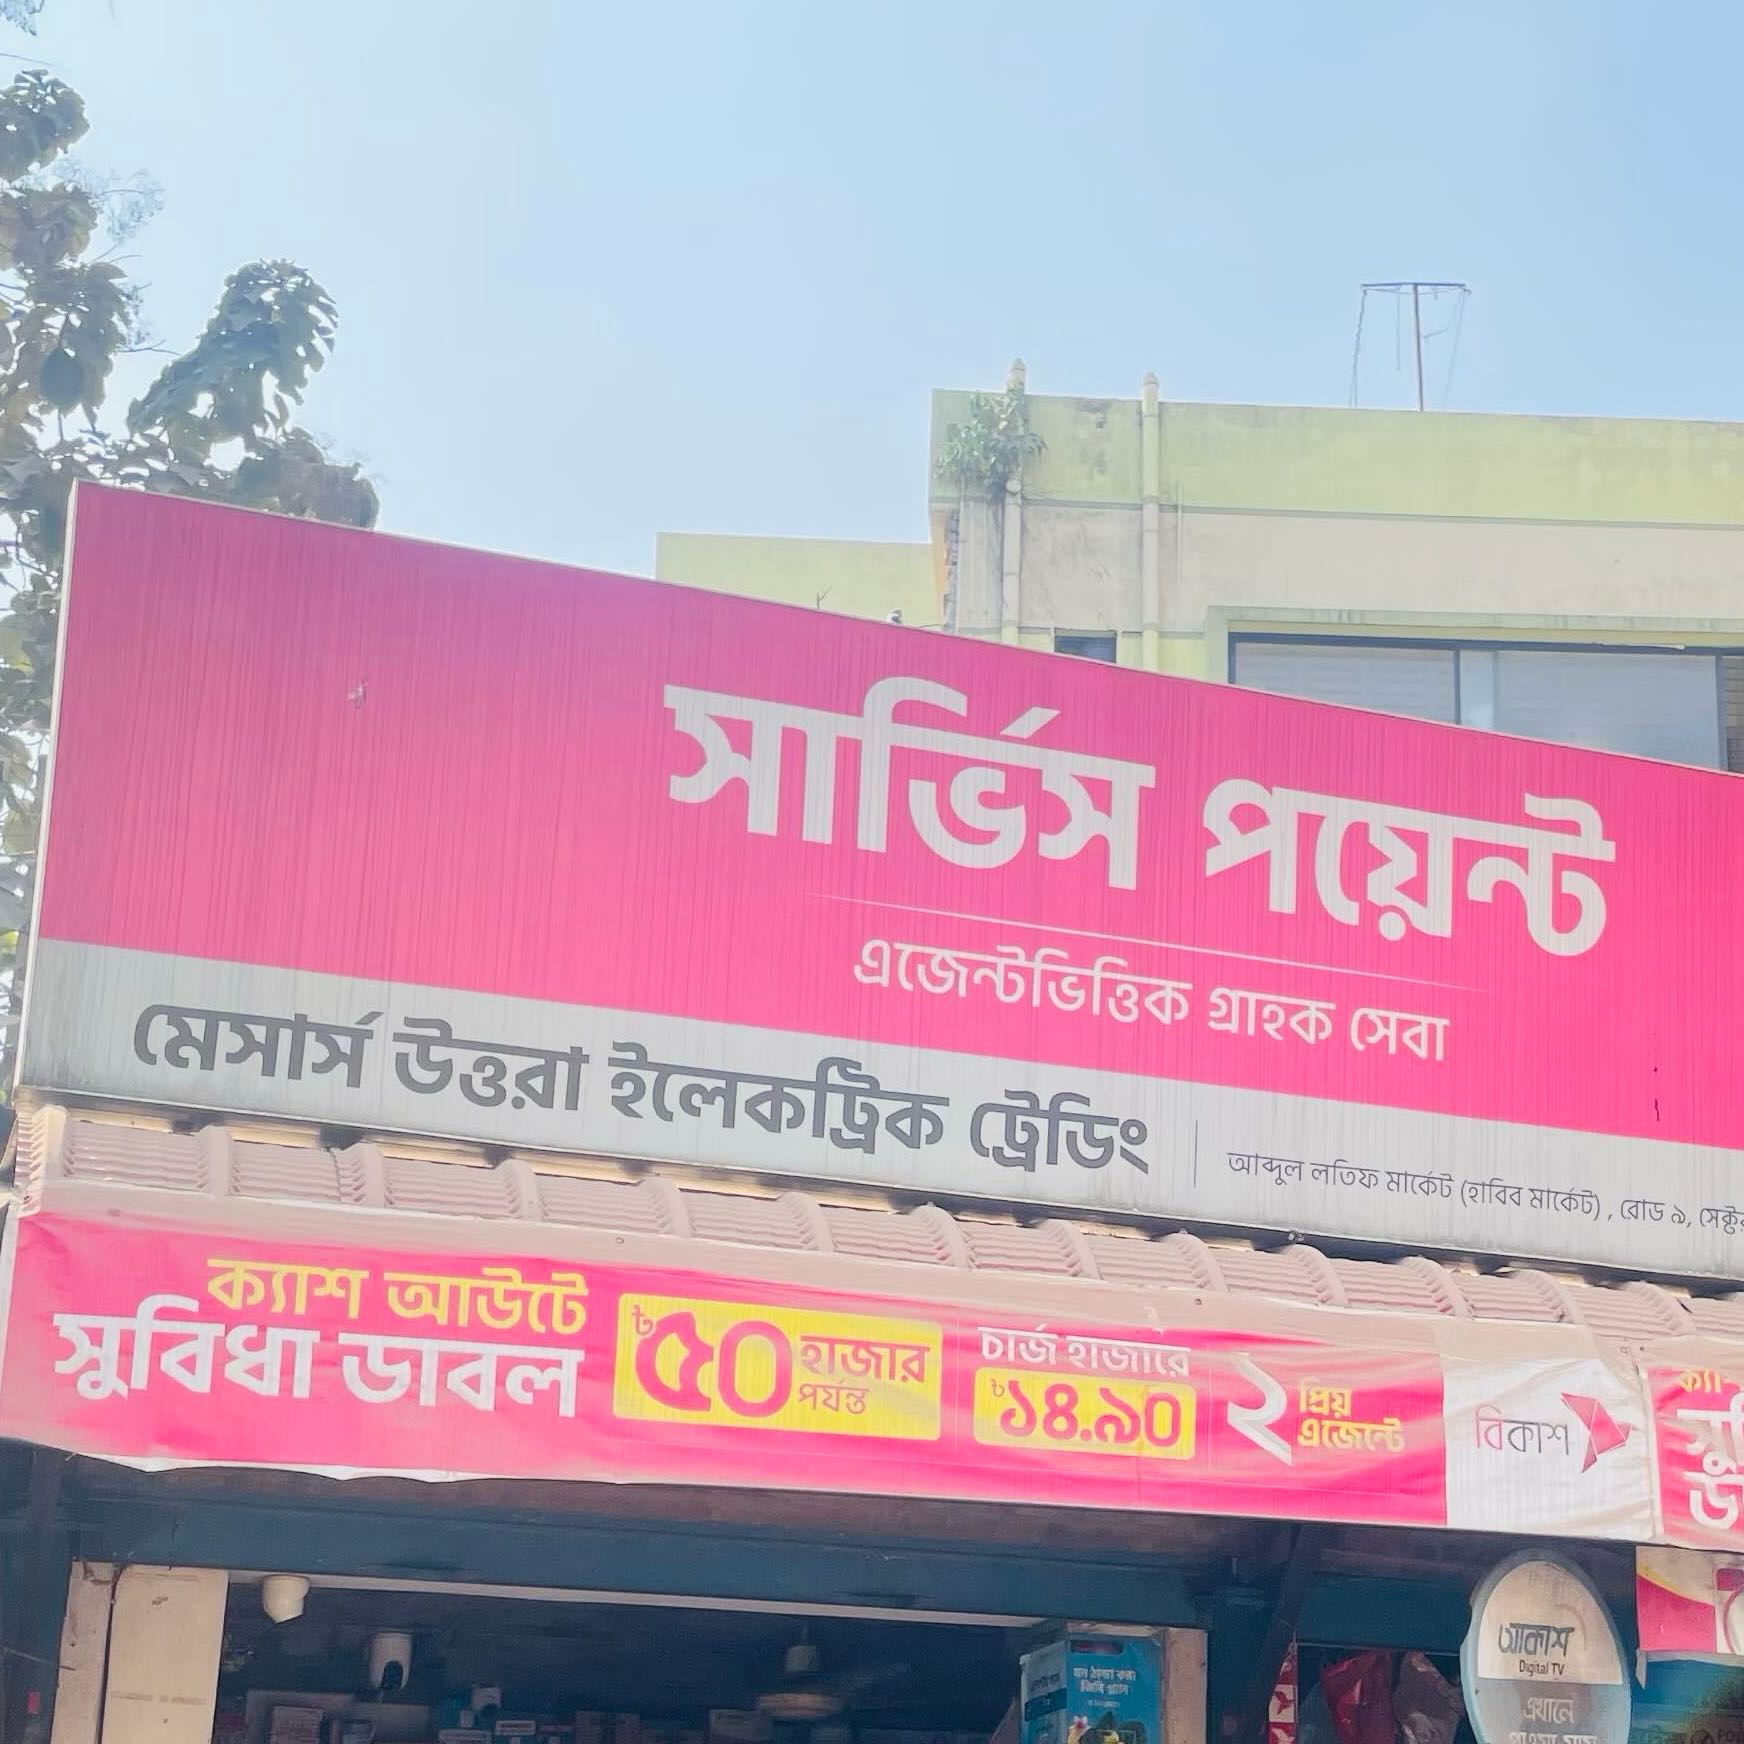 সার্ভিস পয়েন্ট
এজেন্টভিত্তিক গ্রাহক সেবা
মেসার্স উত্তরা ইলেকট্রিক ট্রেডিং
আব্দুল লতিফ মার্কেট (হাবিব মার্কেট), রোড ৯, সেক্টর
ক্যাশ আউটে
সুবিধা ডাবল
৳৫০ হাজার
পর্যন্ত
চার্জ হাজারে
৳১৪.৯০
২ প্রিয়
এজেন্টে
বিকাশ
আকাশ
Digital TV
এখানে